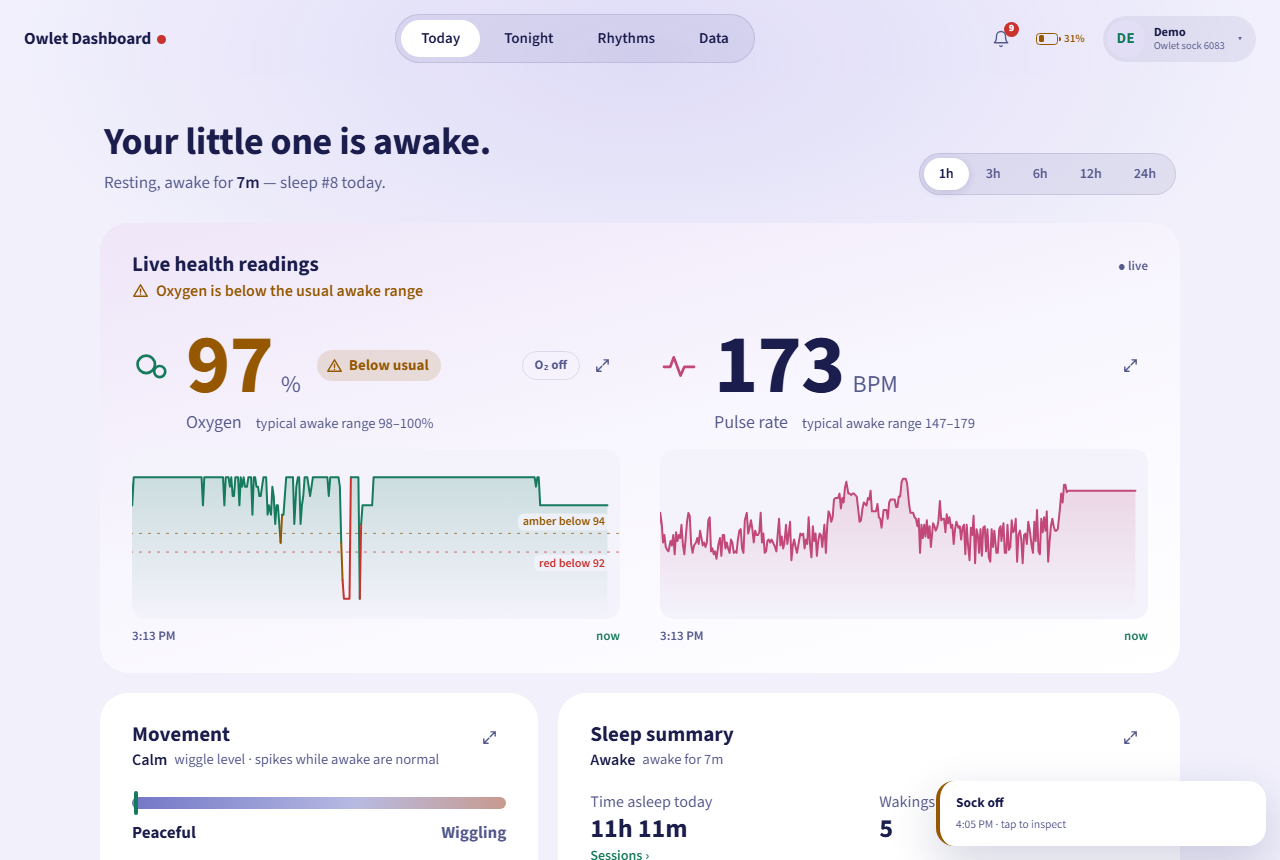 Owlet Dashboard
Today Tonight Rhythms Data
9
31%
DE
Demo
Owlet sock 6083
Your little one is awake.
Resting, awake for 7m — sleep #8 today.
1h 3h 6h 12h 24h
Live health readings
live
Oxygen is below the usual awake range
97 %
Below usual
O₂ off
Oxygen typical awake range 98–100%
173 BPM
Pulse rate typical awake range 147–179
amber below 94
red below 92
3:13 PM now
3:13 PM now
Movement
Calm wiggle level · spikes while awake are normal
Peaceful Wiggling
Sleep summary
Awake awake for 7m
Time asleep today
11h 11m
Sessions ›
Wakings
5
Sock off
4:05 PM · tap to inspect